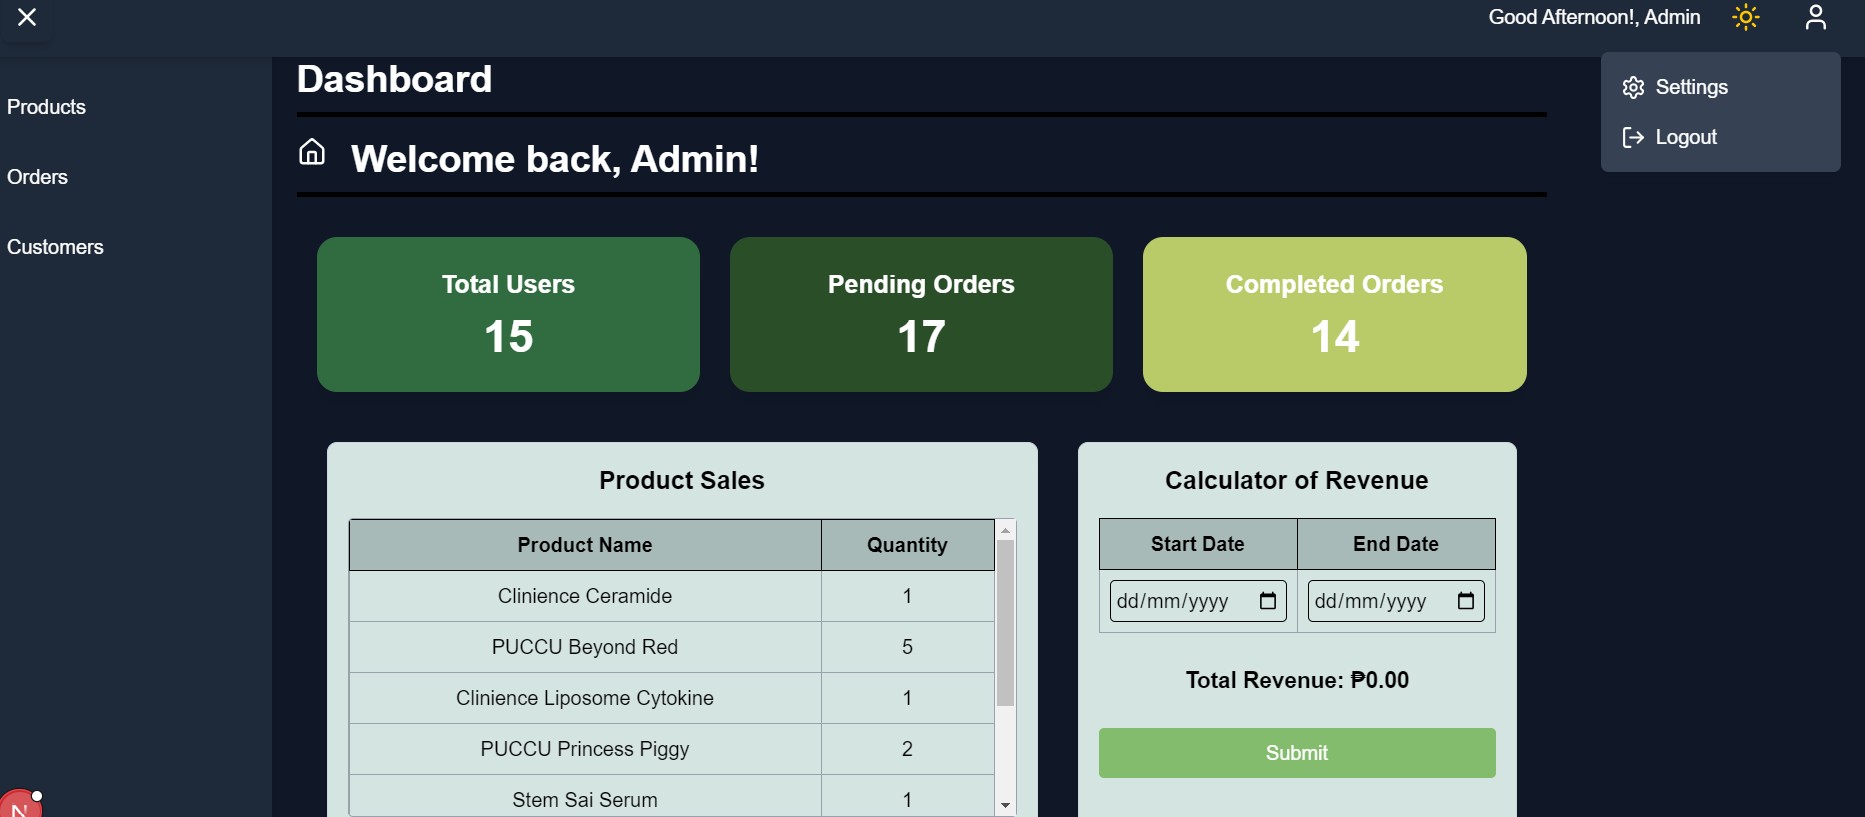 Good Afternoon!, Admin
Settings
Logout
Products
Orders
Customers
Dashboard
Welcome back, Admin!
Total Users
15
Pending Orders
17
Completed Orders
14
Product Sales
Product Name Quantity
Clinience Ceramide 1
PUCCU Beyond Red 5
Clinience Liposome Cytokine 1
PUCCU Princess Piggy 2
Stem Sai Serum 1
Calculator of Revenue
Start Date End Date
dd/mm/yyyy dd/mm/yyyy
Total Revenue: ₱0.00
Submit
N